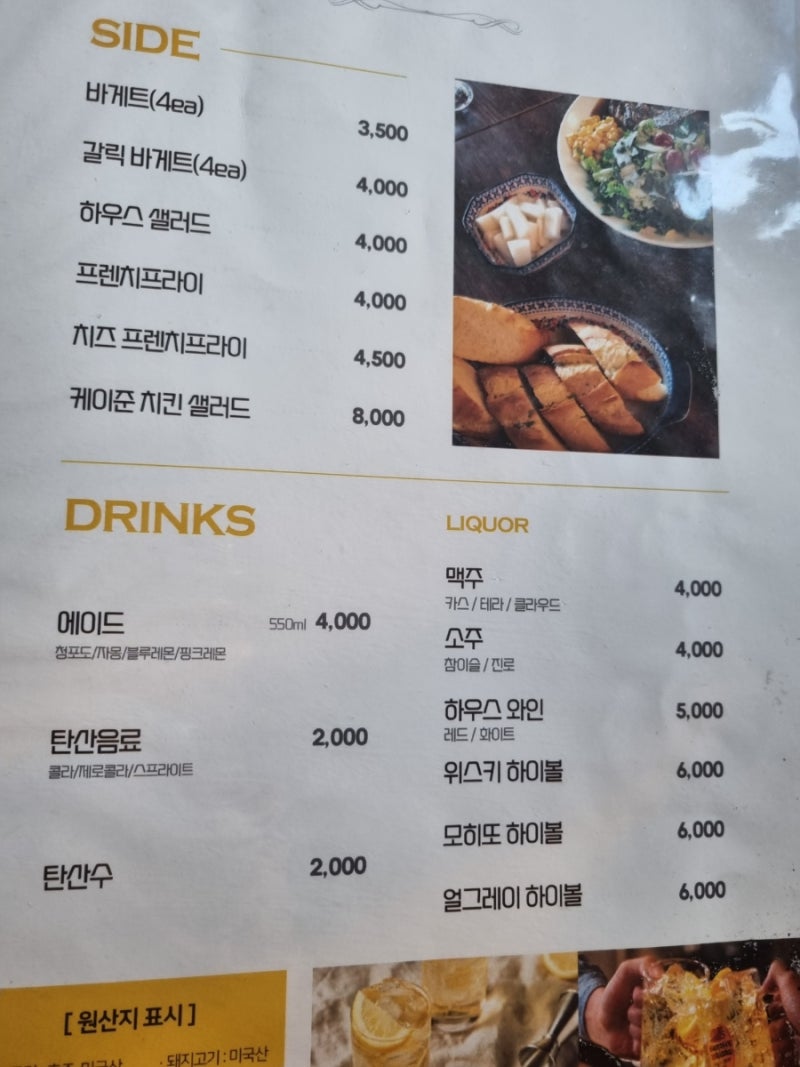 SIDE
바게트(4ea) 3,500
갈릭 바게트(4ea) 4,000
하우스 샐러드 4,000
프렌치프라이 4,000
치즈 프렌치프라이 4,500
케이준 치킨 샐러드 8,000
DRINKS
에이드 550ml 4,000
청포도/자몽/블루레몬/핑크레몬
탄산음료 2,000
콜라/제로콜라/스프라이트
탄산수 2,000
LIQUOR
맥주 4,000
카스 / 테라 / 클라우드
소주 4,000
참이슬 / 진로
하우스 와인 5,000
레드 / 화이트
위스키 하이볼 6,000
모히또 하이볼 6,000
얼그레이 하이볼 6,000
[ 원산지 표시 ]
· 돼지고기 : 미국산